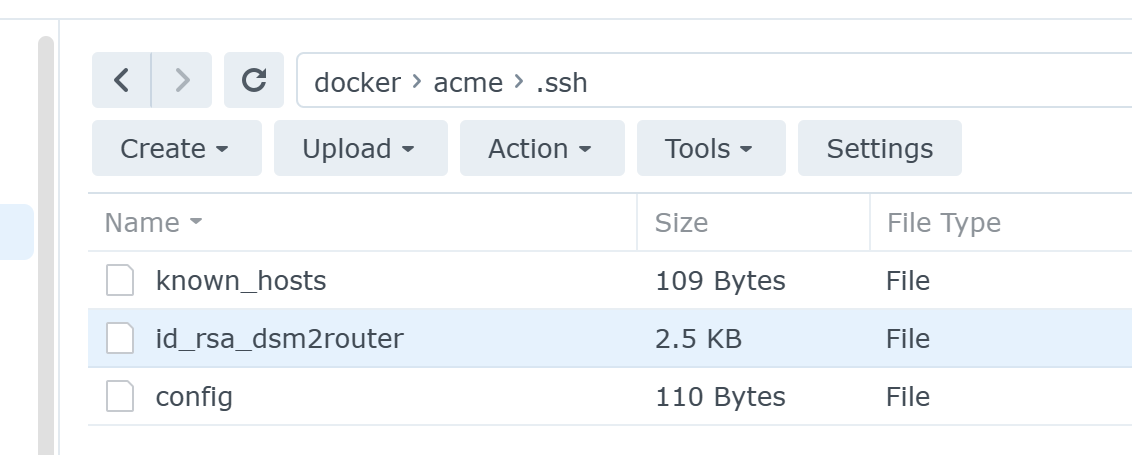 docker > acme > .ssh
Create Upload Action Tools Settings
Name Size File Type
known_hosts 109 Bytes File
id_rsa_dsm2router 2.5 KB File
config 110 Bytes File